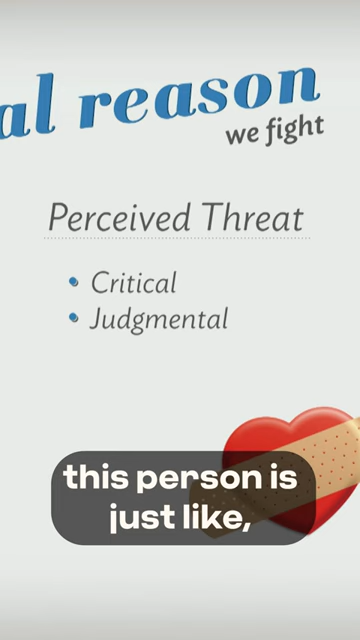 al reason
we fight
Perceived Threat
Critical
Judgmental
this person is
just like,